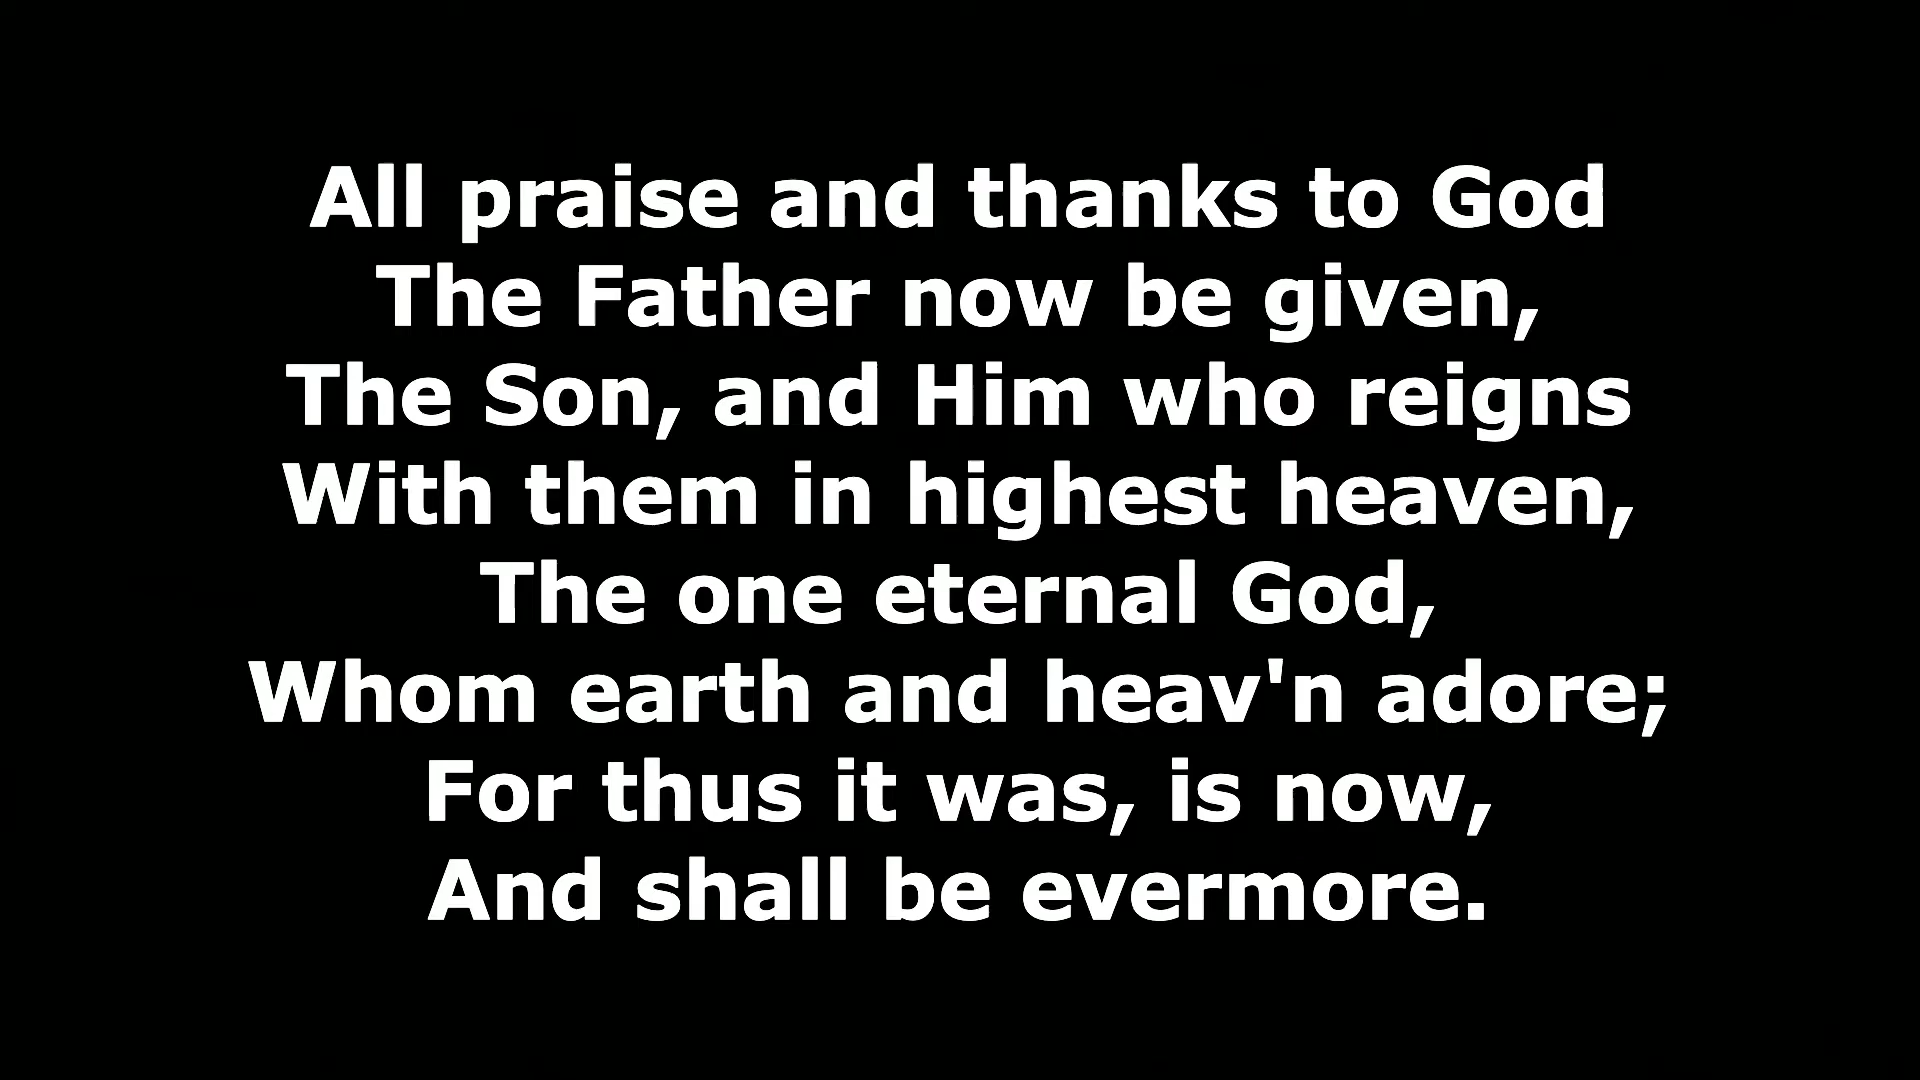 All praise and thanks to God
The Father now be given,
The Son, and Him who reigns
With them in highest heaven,
The one eternal God,
Whom earth and heav'n adore;
For thus it was, is now,
And shall be evermore.